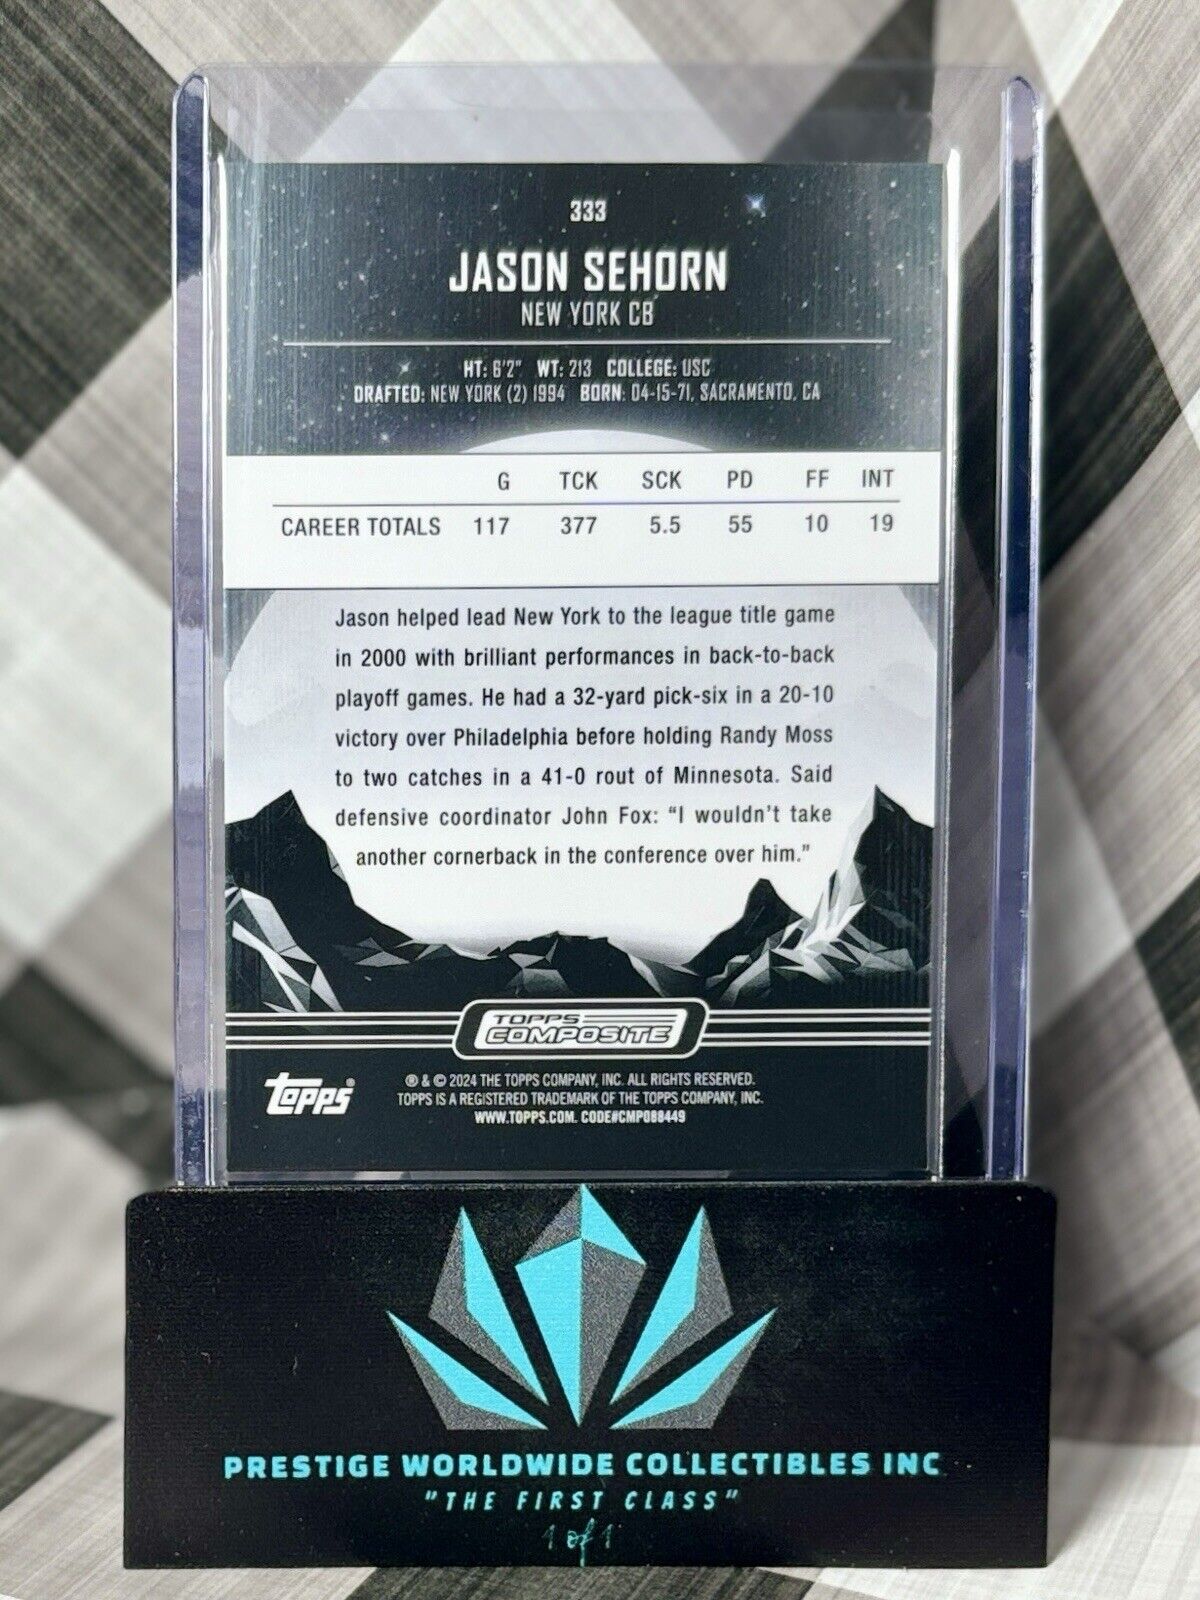 333
JASON SEHORN
NEW YORK CB
HT: 6'2" WT: 213 COLLEGE: USC
DRAFTED: NEW YORK (2) 1994 BORN: 04-15-71, SACRAMENTO, CA
G TCK SCK PD FF INT
CAREER TOTALS 117 377 5.5 55 10 19
Jason helped lead New York to the league title game
in 2000 with brilliant performances in back-to-back
playoff games. He had a 32-yard pick-six in a 20-10
victory over Philadelphia before holding Randy Moss
to two catches in a 41-0 rout of Minnesota. Said
defensive coordinator John Fox: “I wouldn’t take
another cornerback in the conference over him.”
TOPPS
COMPOSITE
topps®
® & © 2024 THE TOPPS COMPANY, INC. ALL RIGHTS RESERVED.
TOPPS IS A REGISTERED TRADEMARK OF THE TOPPS COMPANY, INC.
WWW.TOPPS.COM. CODE#CMP088449
PRESTIGE WORLDWIDE COLLECTIBLES INC
"THE FIRST CLASS"
1 of 1